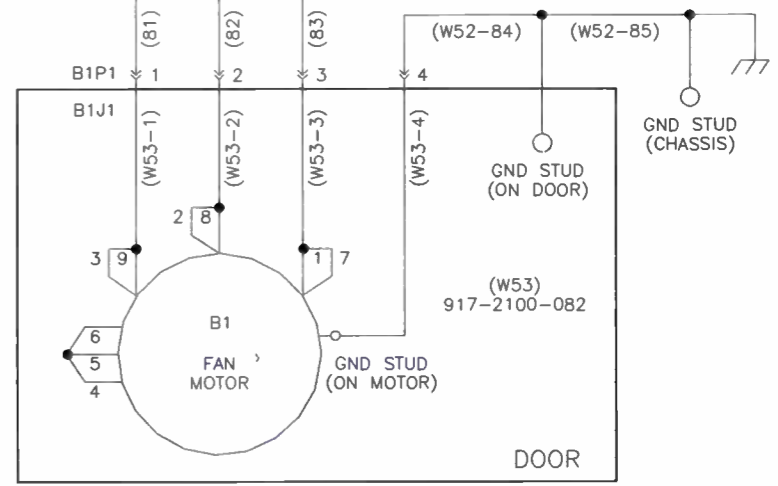 (81)
(82)
(83)
(W52-84)
(W52-85)
B1P1
1
2
3
4
B1J1
(W53-1)
(W53-2)
(W53-3)
(W53-4)
GND STUD
(CHASSIS)
GND STUD
(ON DOOR)
2
8
3
9
1
7
(W53)
917-2100-082
B1
6
5
4
FAN
MOTOR
GND STUD
(ON MOTOR)
DOOR